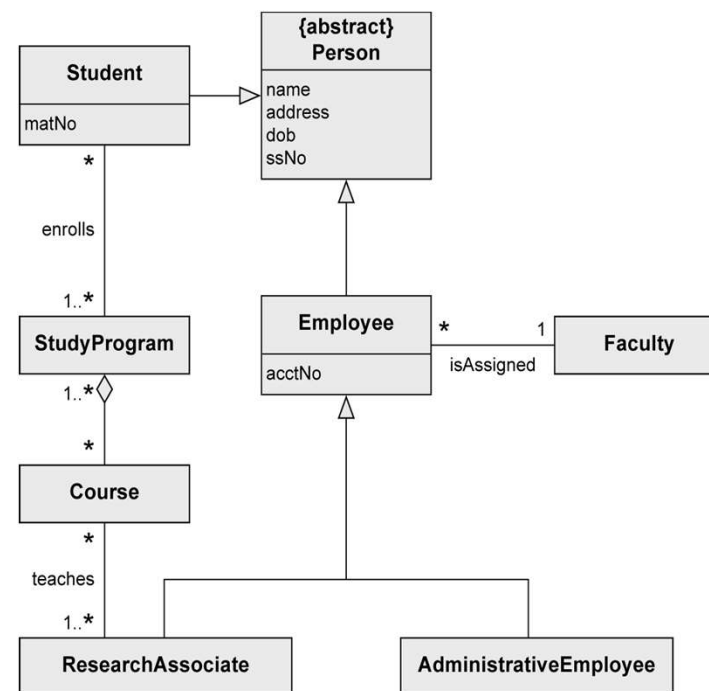 {abstract}
Person
name
address
dob
ssNo
Student
matNo
*
enrolls
1..*
StudyProgram
1..*
*
Course
*
teaches
1..*
ResearchAssociate
Employee
acctNo
*
1
isAssigned
Faculty
AdministrativeEmployee